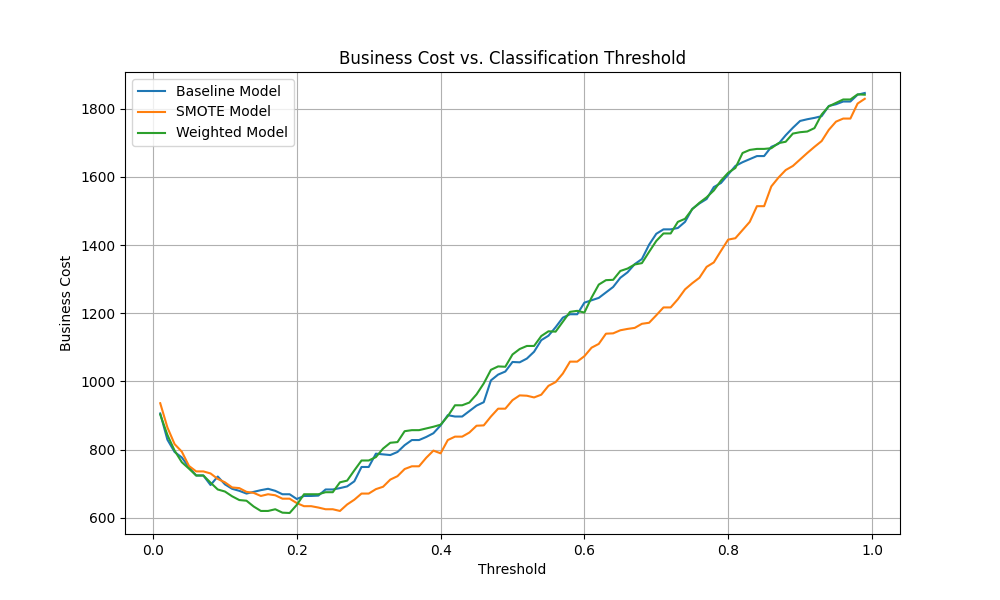 Business Cost vs. Classification Threshold
Baseline Model
SMOTE Model
Weighted Model
Business Cost
1800
1600
1400
1200
1000
800
600
0.0 0.2 0.4 0.6 0.8 1.0
Threshold